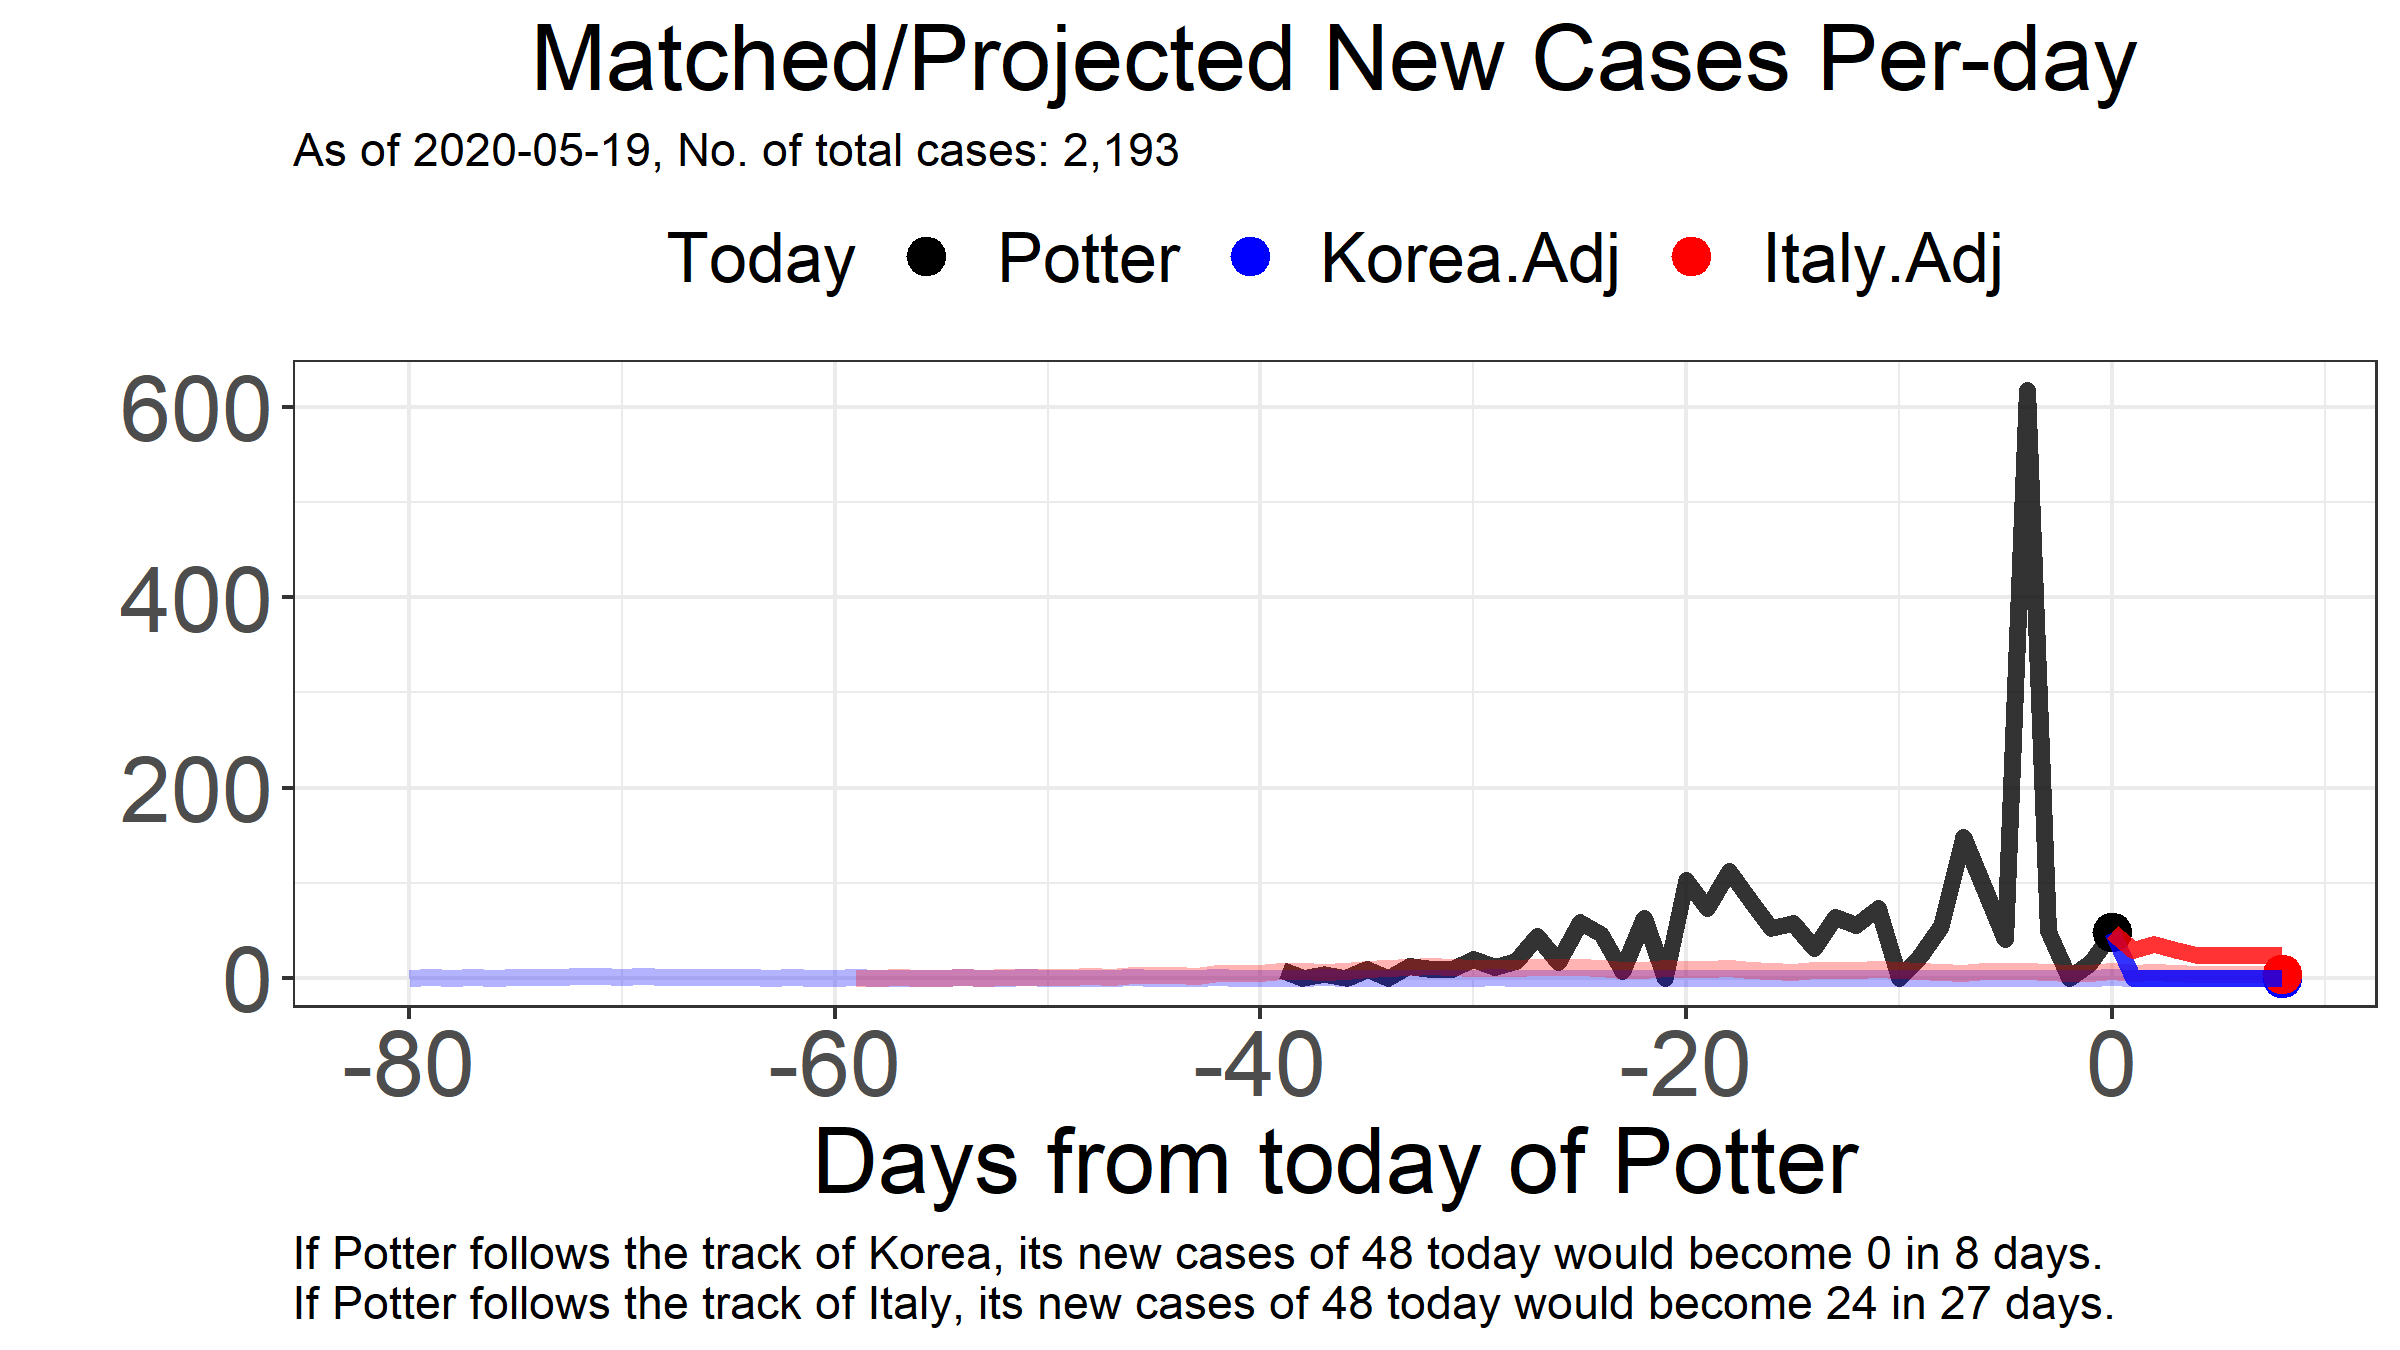 Matched/Projected New Cases Per-day
As of 2020-05-19, No. of total cases: 2,193
Today Potter Korea.Adj Italy.Adj
600
400
200
0
-80 -60 -40 -20 0
Days from today of Potter
If Potter follows the track of Korea, its new cases of 48 today would become 0 in 8 days.
If Potter follows the track of Italy, its new cases of 48 today would become 24 in 27 days.